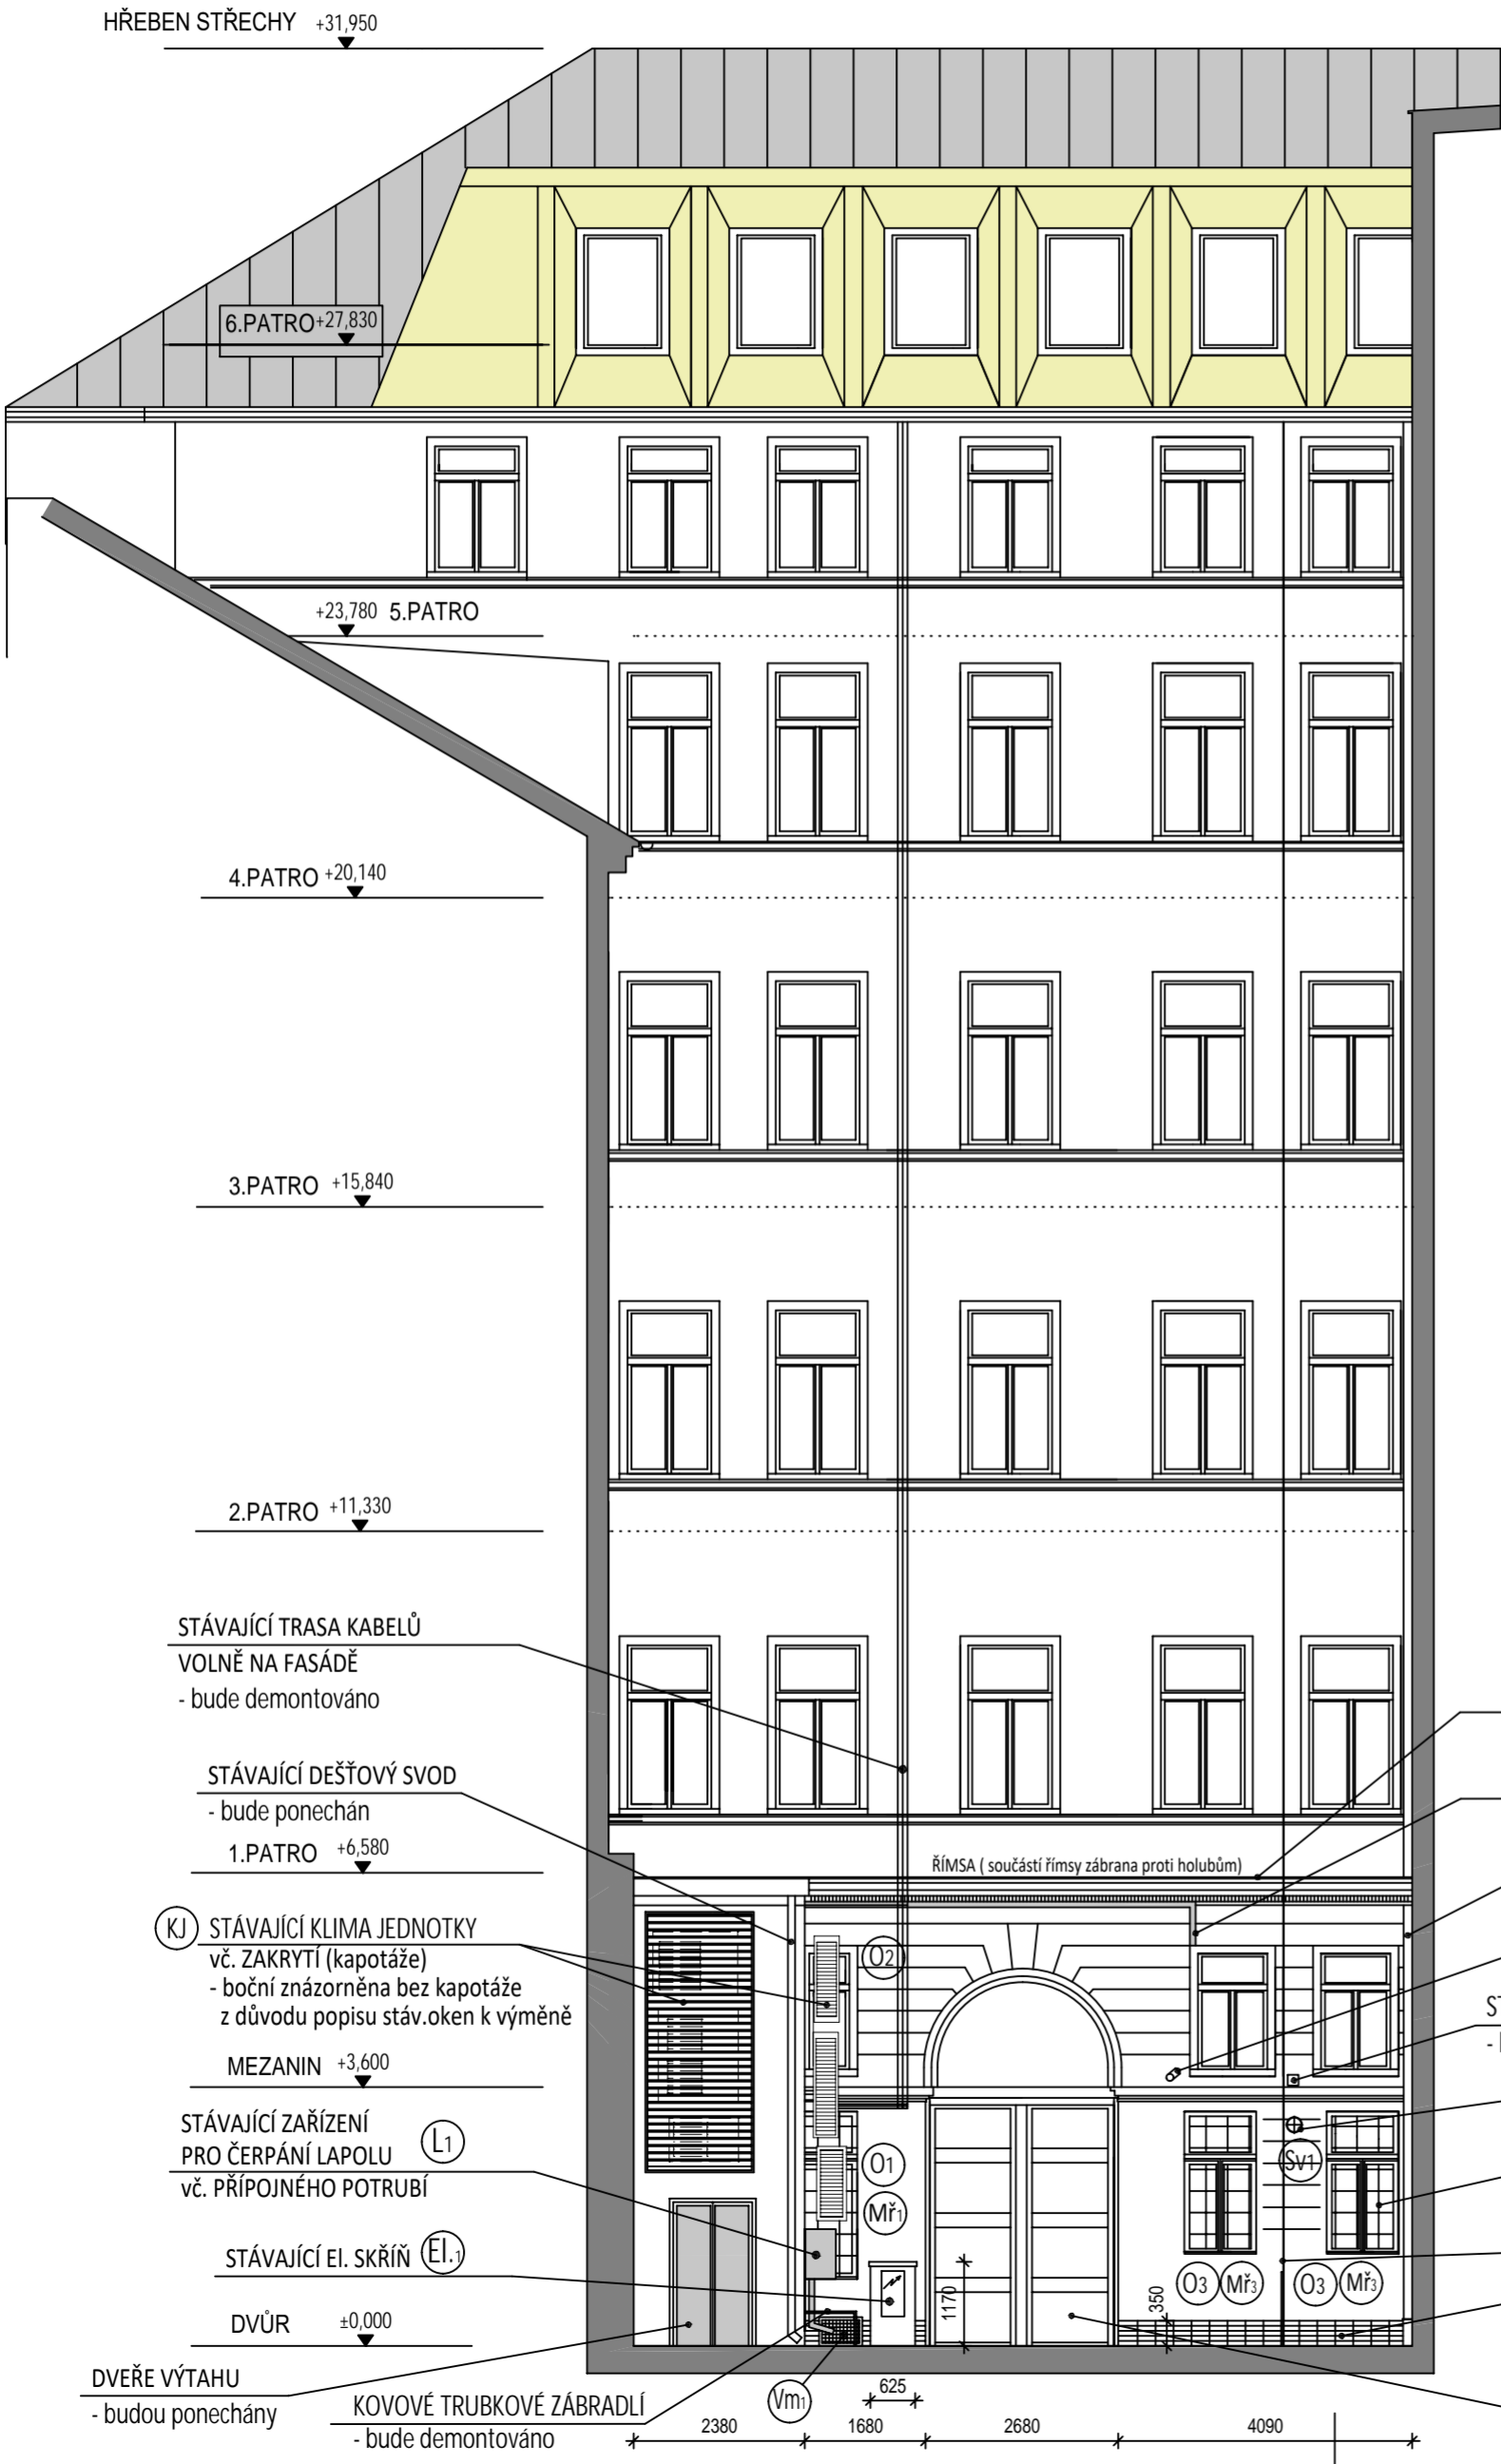 HŘEBEN STŘECHY +31,950
6.PATRO +27,830
+23,780 5.PATRO
4.PATRO +20,140
3.PATRO +15,840
2.PATRO +11,330
STÁVAJÍCÍ TRASA KABELŮ
VOLNĚ NA FASÁDĚ
- bude demontováno
STÁVAJÍCÍ DEŠŤOVÝ SVOD
- bude ponechán
1.PATRO +6,580
ŘÍMSA ( součástí římsy zábrana proti holubům)
KJ STÁVAJÍCÍ KLIMA JEDNOTKY
vč. ZAKRYTÍ (kapotáže)
- boční znázorněna bez kapotáže
z důvodu popisu stáv.oken k výměně
O2
ST
MEZANIN +3,600
STÁVAJÍCÍ ZAŘÍZENÍ
PRO ČERPÁNÍ LAPOLU L1
vč. PŘÍPOJNÉHO POTRUBÍ
O1
Mř1
Sv1
STÁVAJÍCÍ El. SKŘÍŇ El.1
O3 Mř3 O3 Mř3
1170
350
DVŮR ±0,000
DVEŘE VÝTAHU
- budou ponechány
KOVOVÉ TRUBKOVÉ ZÁBRADLÍ
- bude demontováno
Vm1
625
2380 1680 2680 4090